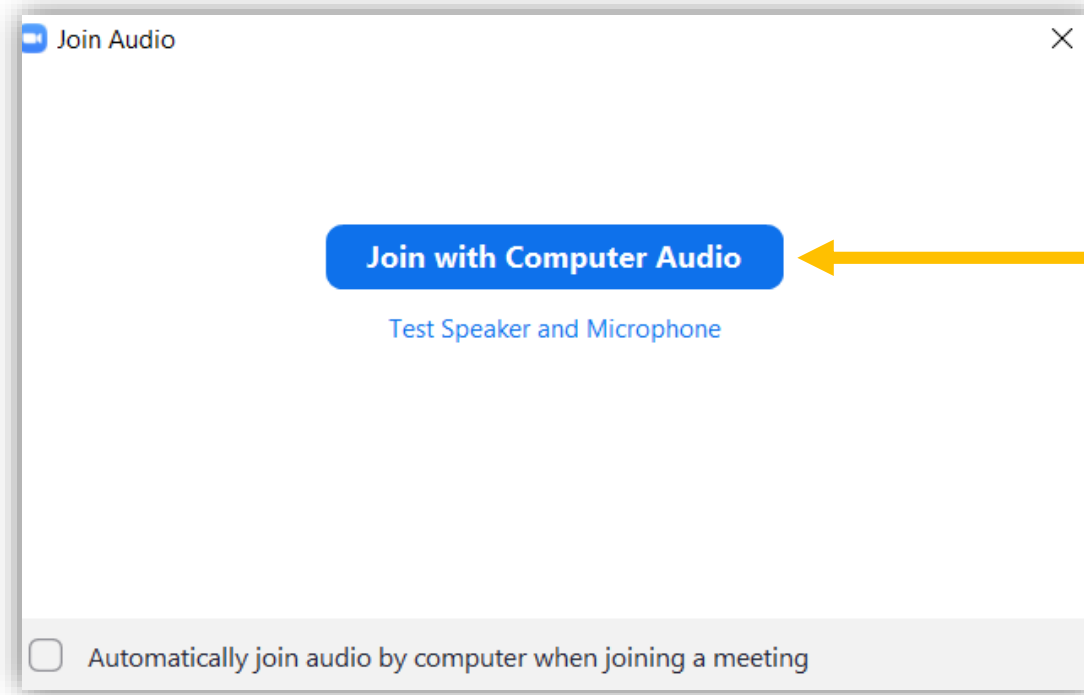 Join Audio
Join with Computer Audio
Test Speaker and Microphone
Automatically join audio by computer when joining a meeting